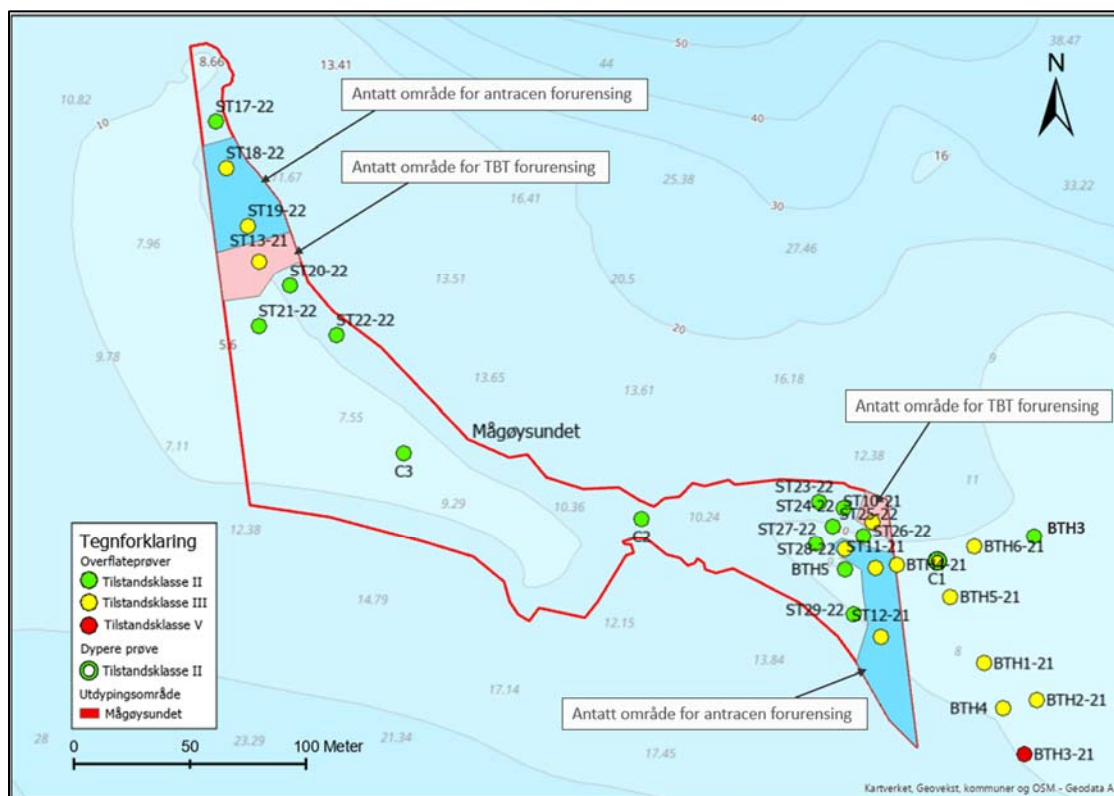 50
38.47
8.66
13.41
44
N
10.82
Antatt område for antracen forurensing
10
40
ST17-22
16
ST18-22
Antatt område for TBT forurensing
25.38
33.22
11.67
16.41
30
ST19-22
7.96
ST13-21
27.46
ST20-22
13.51
20.5
ST21-22
ST22-22
20
5.6
9.78
9
13.65
13.61
16.18
Antatt område for TBT forurensing
7.55
7.11
Mågøysundet
12.38
C3
11
9.29
ST23-22
ST10-21
10.36
ST24-22
ST25-22
10.24
12.38
C2
ST27-22
ST26-22
BTH3
ST28-22
ST11-21
BTH6-21
BTH5
C1
BTH5-21
14.79
ST29-22
ST12-21
12.15
8
13.84
BTH1-21
17.14
BTH4
BTH2-21
Antatt område for antracen forurensing
28
23.29
21.34
17.45
BTH3-21
Tegnforklaring
Overflateprøver
Tilstandsklasse II
Tilstandsklasse III
Tilstandsklasse V
Dypere prøve
Tilstandsklasse II
Utdypingsområde
Mågøysundet
0 50 100 Meter
Kartverket, Geovekst, kommuner og OSM - Geodata A